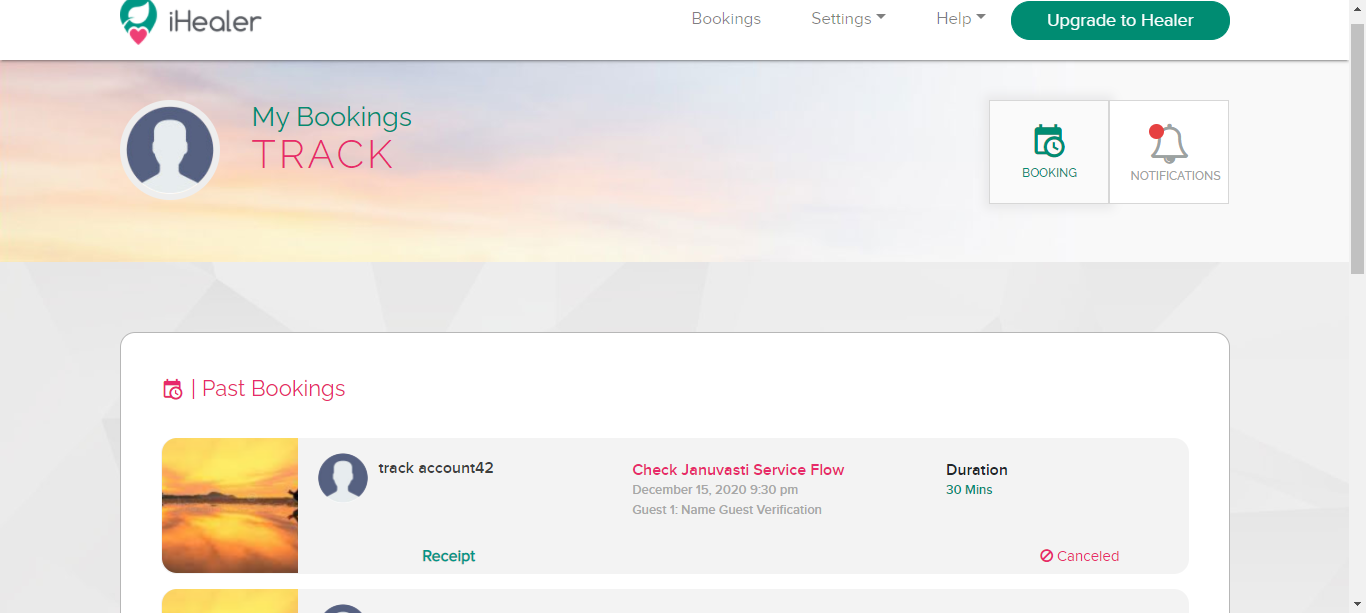 iHealer
Bookings
Settings
Help
Upgrade to Healer
My Bookings
TRACK
BOOKING
NOTIFICATIONS
| Past Bookings
track account42
Check Januvasti Service Flow
December 15, 2020 9:30 pm
Guest 1: Name Guest Verification
Duration
30 Mins
Receipt
Canceled